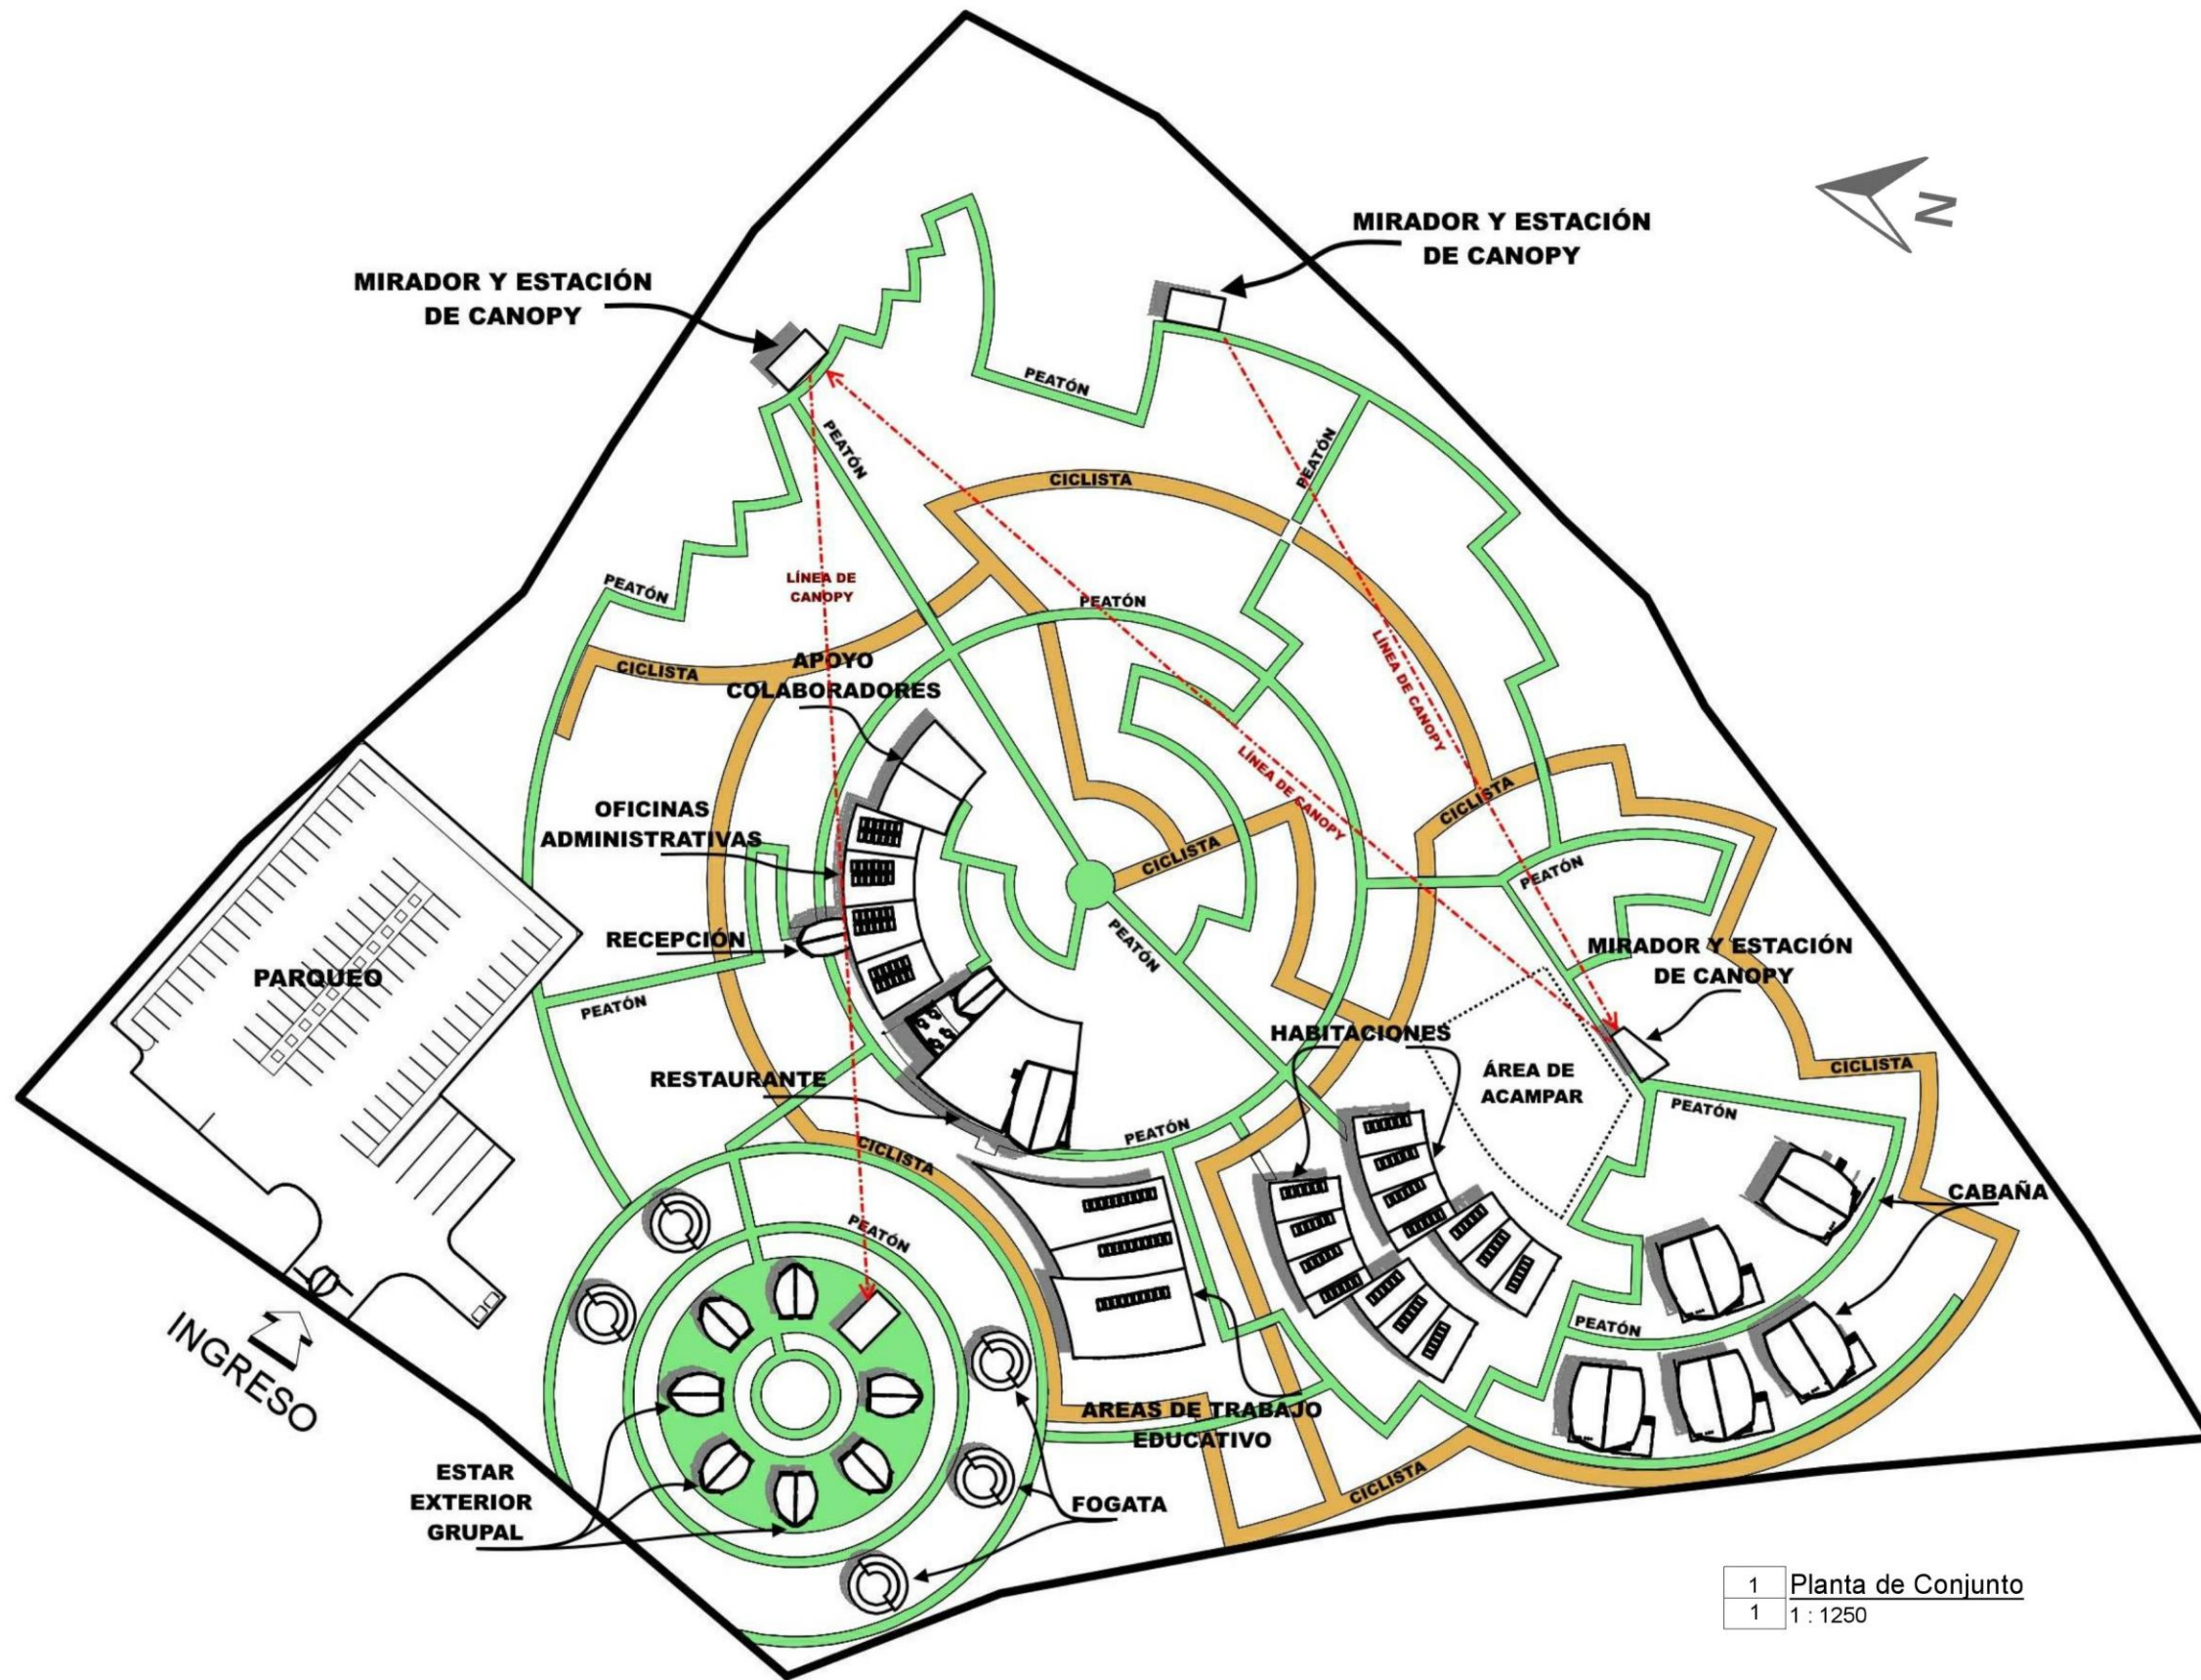 MIRADOR Y ESTACIÓN
DE CANOPY
N
MIRADOR Y ESTACIÓN
DE CANOPY
PEATÓN
PEATÓN
PEATÓN
CICLISTA
LÍNEA DE
CANOPY
PEATÓN
PEATÓN
CICLISTA
APOYO
COLABORADORES
LÍNEA DE CANOPY
LÍNEA DE CANOPY
CICLISTA
OFICINAS
ADMINISTRATIVAS
CICLISTA
PEATÓN
RECEPCIÓN
PEATÓN
MIRADOR Y ESTACIÓN
DE CANOPY
PARQUEO
PEATÓN
HABITACIONES
ÁREA DE
ACAMPAR
CICLISTA
RESTAURANTE
PEATÓN
PEATÓN
CICLISTA
CABAÑA
PEATÓN
INGRESO
PEATÓN
AREAS DE TRABAJO
EDUCATIVO
ESTAR
EXTERIOR
GRUPAL
CICLISTA
FOGATA
1 Planta de Conjunto
1 1 : 1250